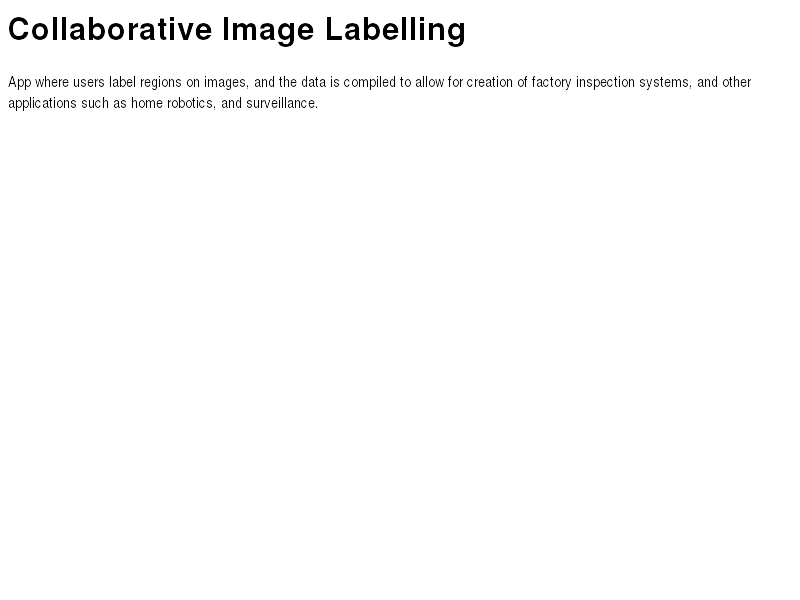 Collaborative Image Labelling
App where users label regions on images, and the data is compiled to allow for creation of factory inspection systems, and other
applications such as home robotics, and surveillance.